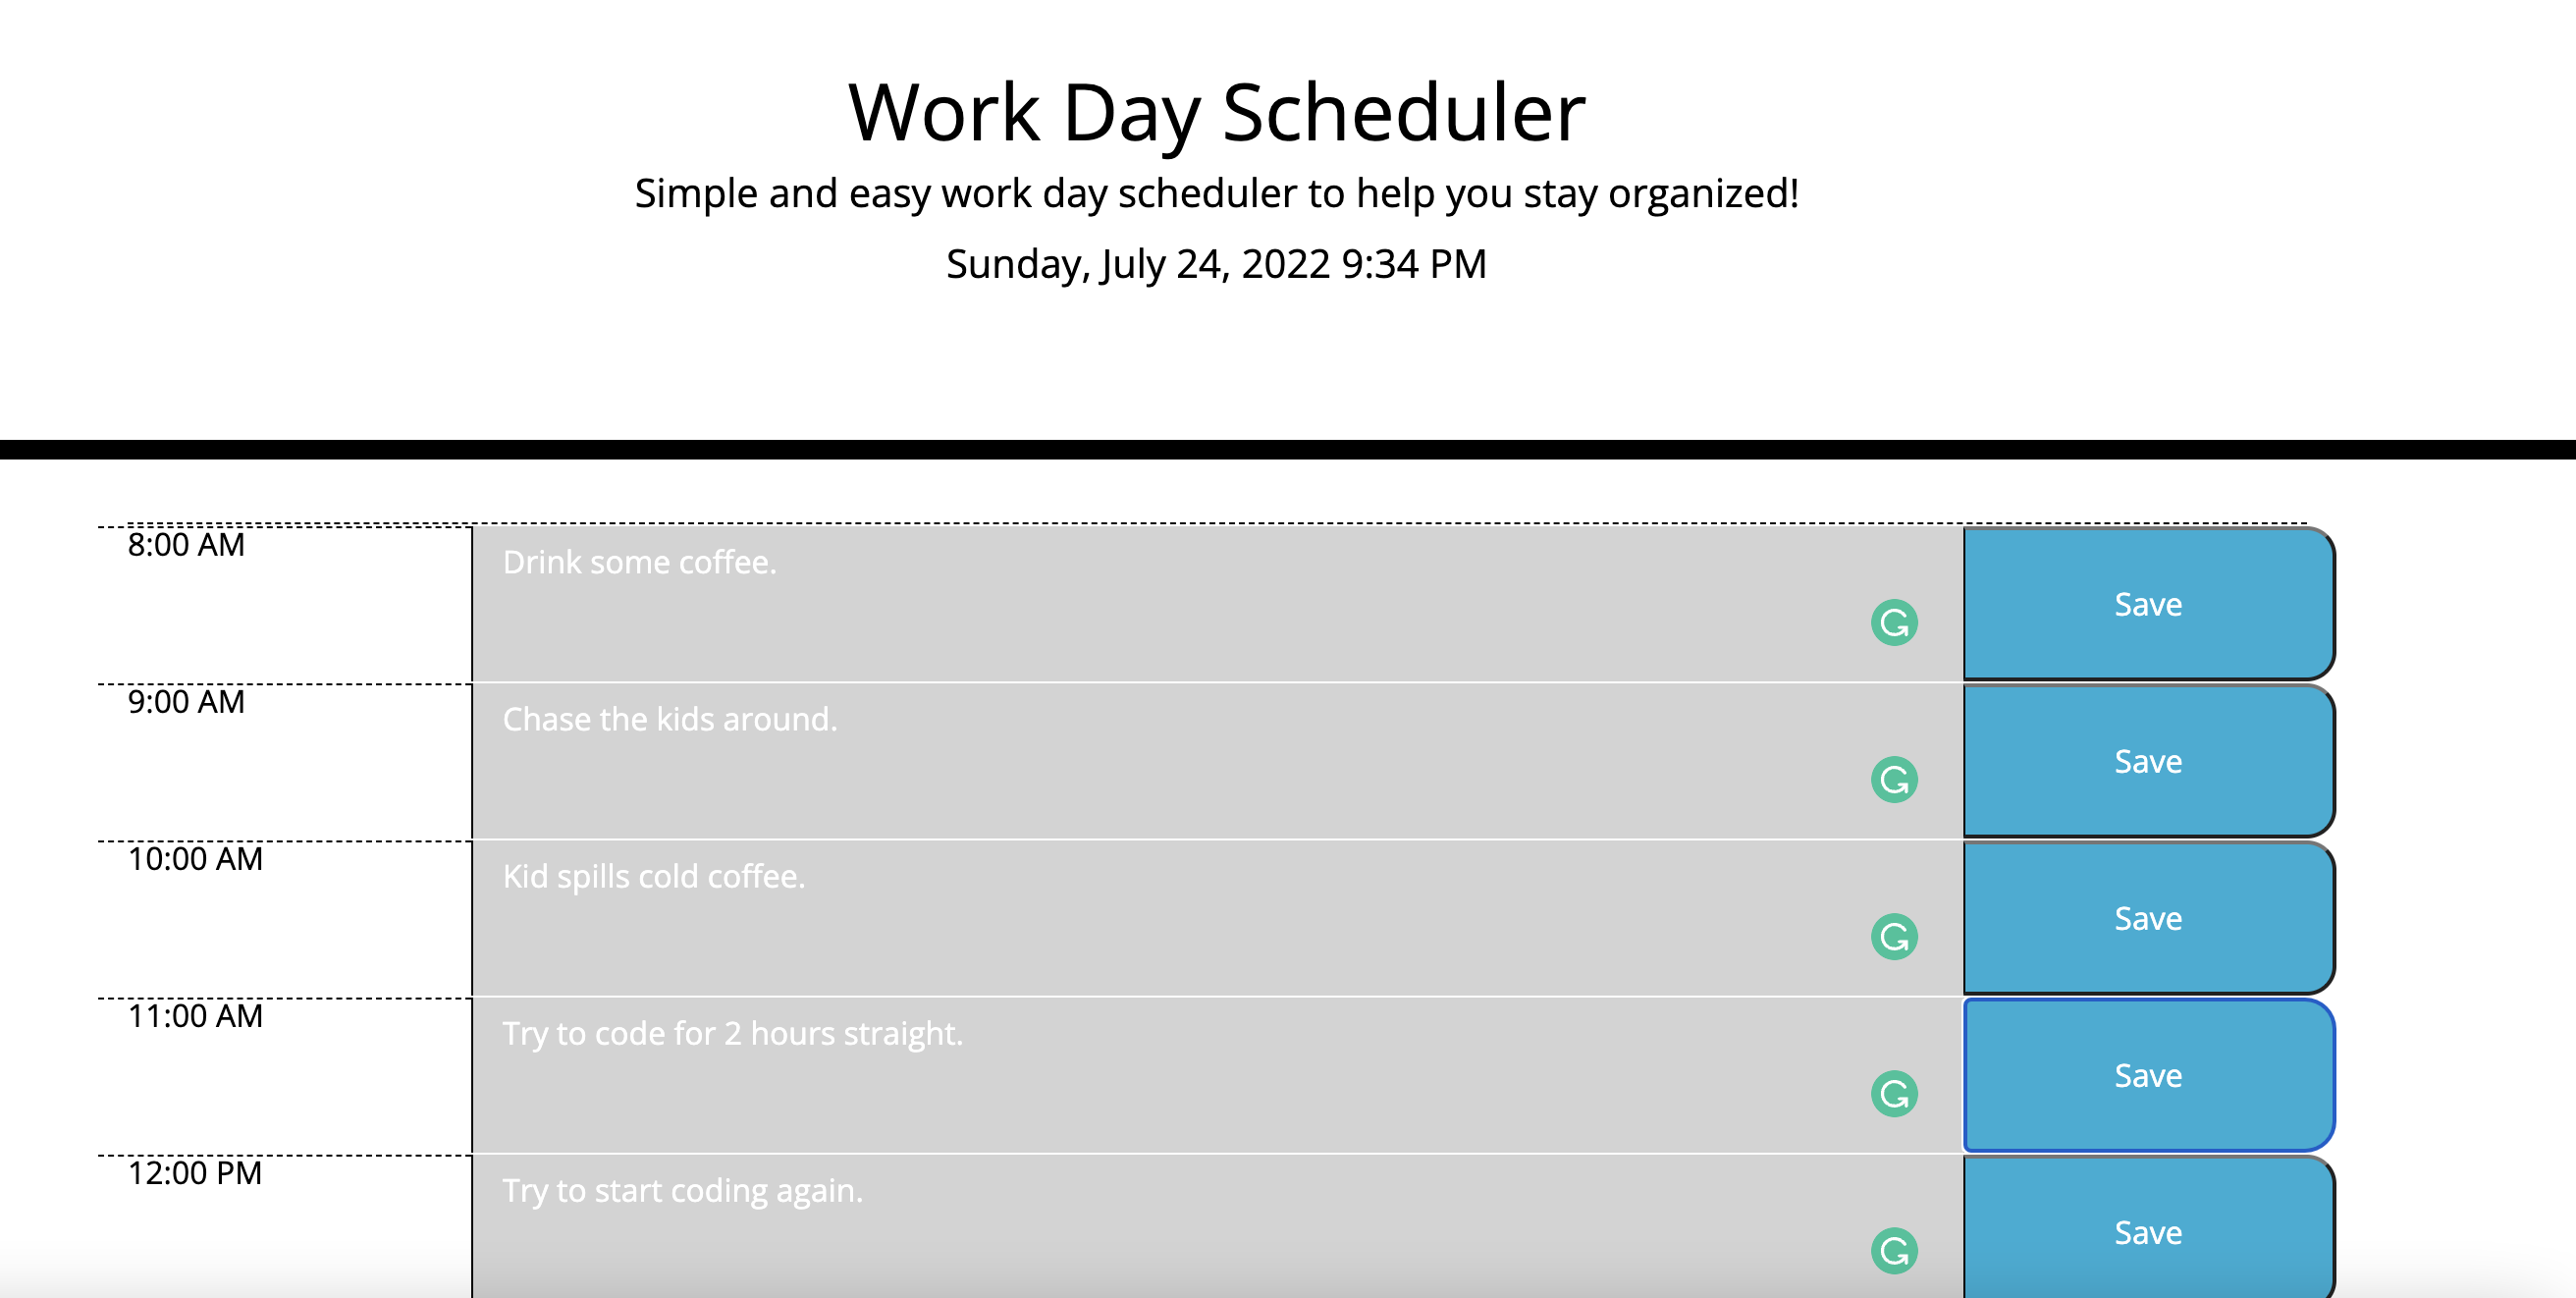 Work Day Scheduler
Simple and easy work day scheduler to help you stay organized!
Sunday, July 24, 2022 9:34 PM
8:00 AM
Drink some coffee.
Save
9:00 AM
Chase the kids around.
Save
10:00 AM
Kid spills cold coffee.
Save
11:00 AM
Try to code for 2 hours straight.
Save
12:00 PM
Try to start coding again.
Save